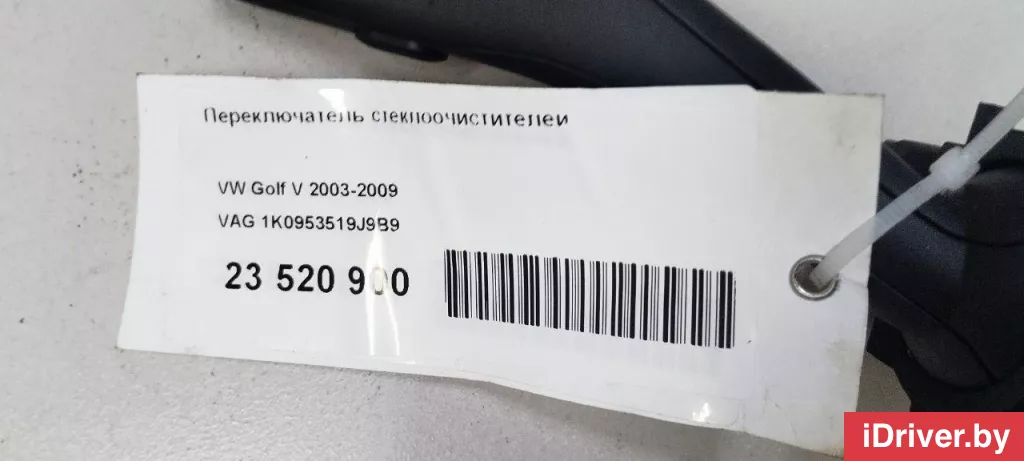 Переключатель стеклоочистителей
VW Golf V 2003-2009
VAG 1K0953519J9B9
23 520 900
iDriver.by